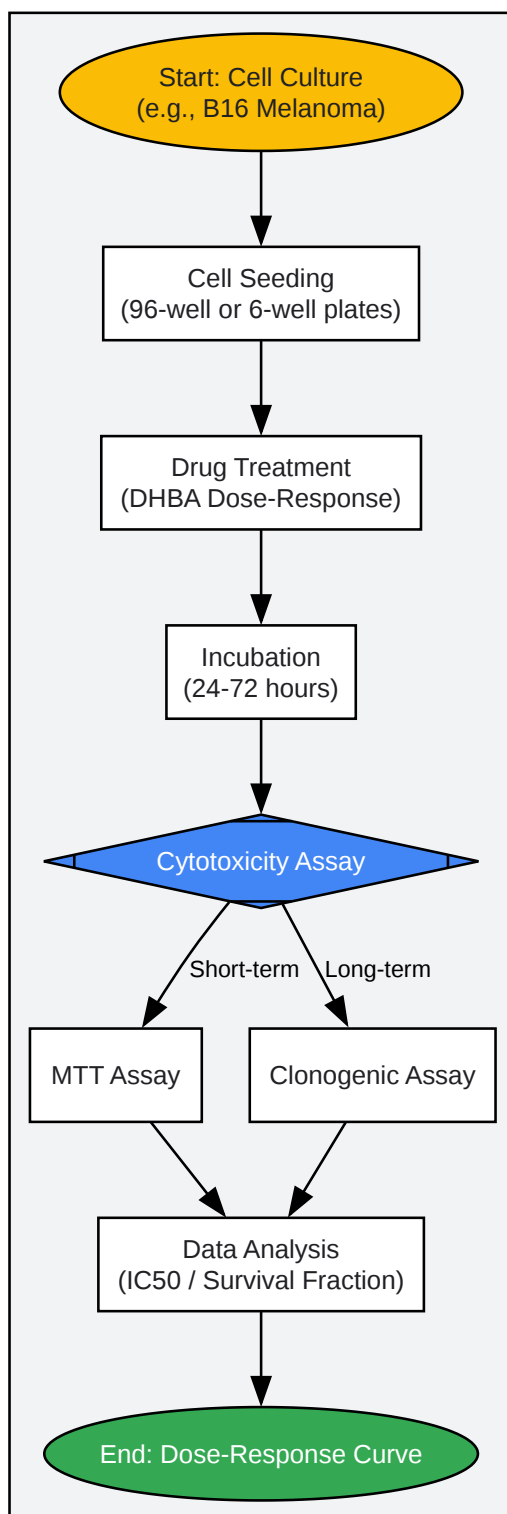 Start: Cell Culture
(e.g., B16 Melanoma)
Cell Seeding
(96-well or 6-well plates)
Drug Treatment
(DHBA Dose-Response)
Incubation
(24-72 hours)
Cytotoxicity Assay
Short-term
Long-term
MTT Assay
Clonogenic Assay
Data Analysis
(IC50 / Survival Fraction)
End: Dose-Response Curve